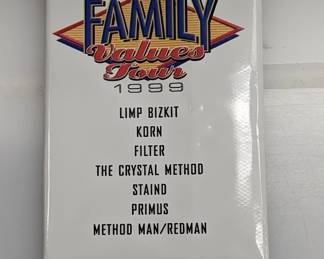 FAMILY
Values
Tour
1999
LIMP BIZKIT
KORN
FILTER
THE CRYSTAL METHOD
STAIND
PRIMUS
METHOD MAN/REDMAN